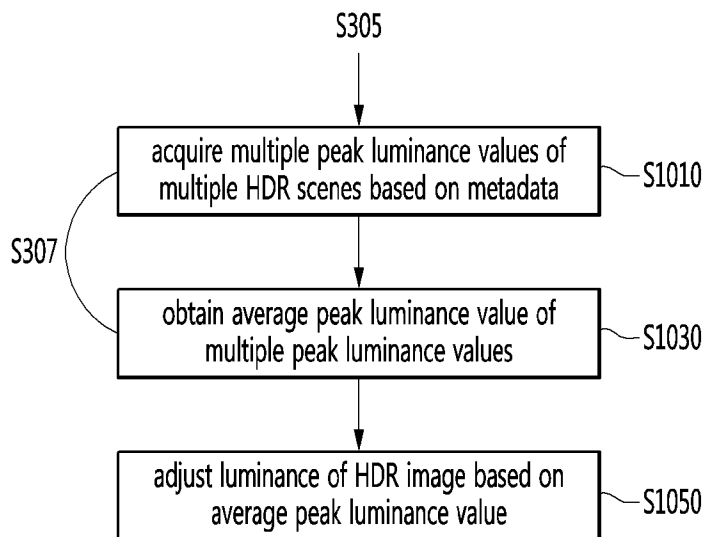 S305
acquire multiple peak luminance values of
multiple HDR scenes based on metadata
S1010
S307
obtain average peak luminance value of
multiple peak luminance values
S1030
adjust luminance of HDR image based on
average peak luminance value
S1050